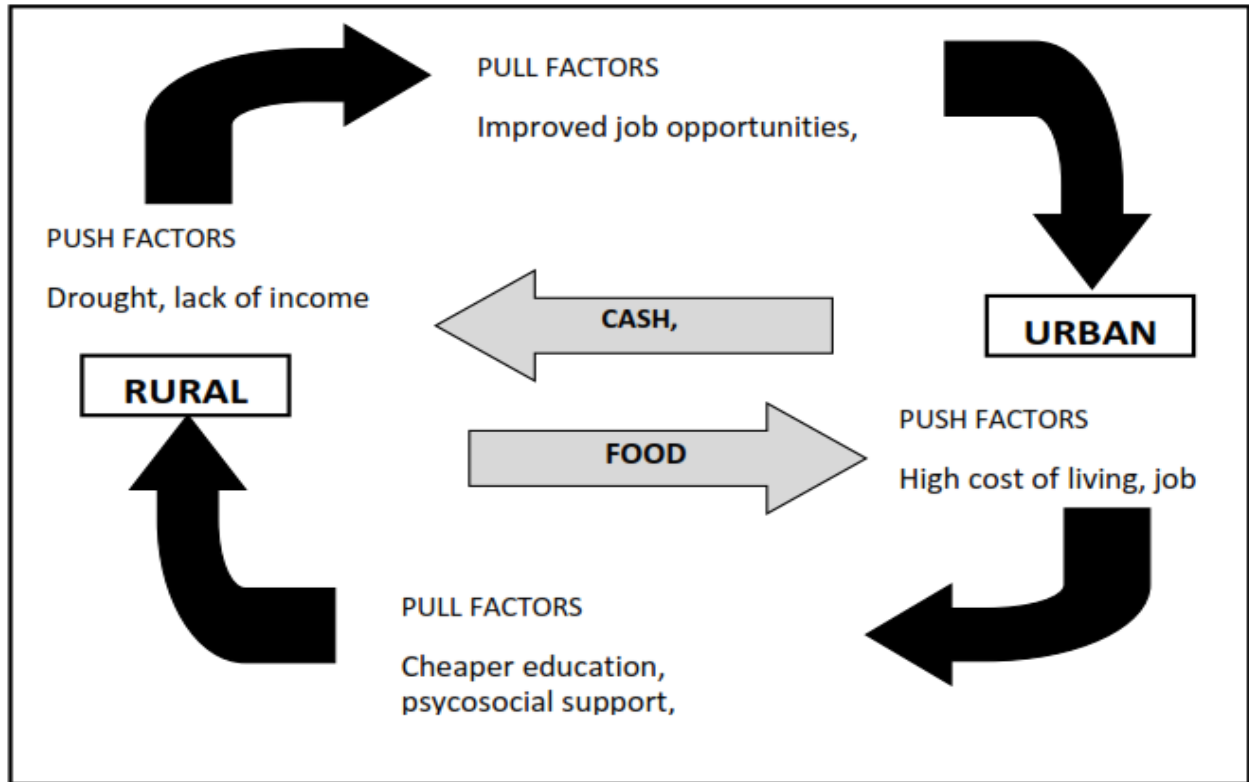 PULL FACTORS
Improved job opportunities,
PUSH FACTORS
Drought, lack of income
CASH,
URBAN
RURAL
FOOD
PUSH FACTORS
High cost of living, job
PULL FACTORS
Cheaper education,
psycosocial support,